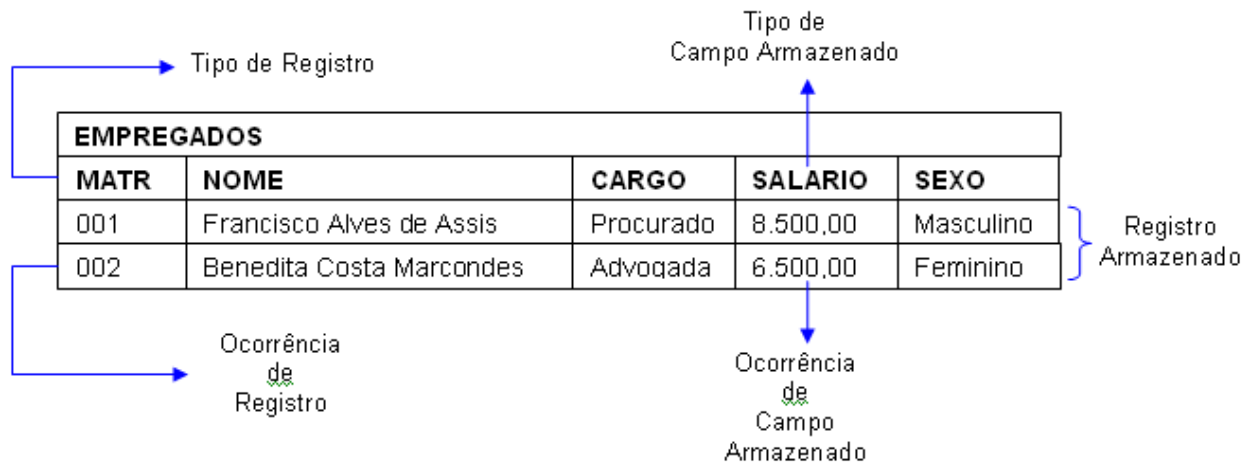 Tipo de
Campo Armazenado
Tipo de Registro
EMPREGADOS
MATR NOME CARGO SALARIO SEXO
001 Francisco Alves de Assis Procurado 8.500,00 Masculino
002 Benedita Costa Marcondes Advogada 6.500,00 Feminino
Registro
Armazenado
Ocorrência
de
Registro
Ocorrência
de
Campo
Armazenado